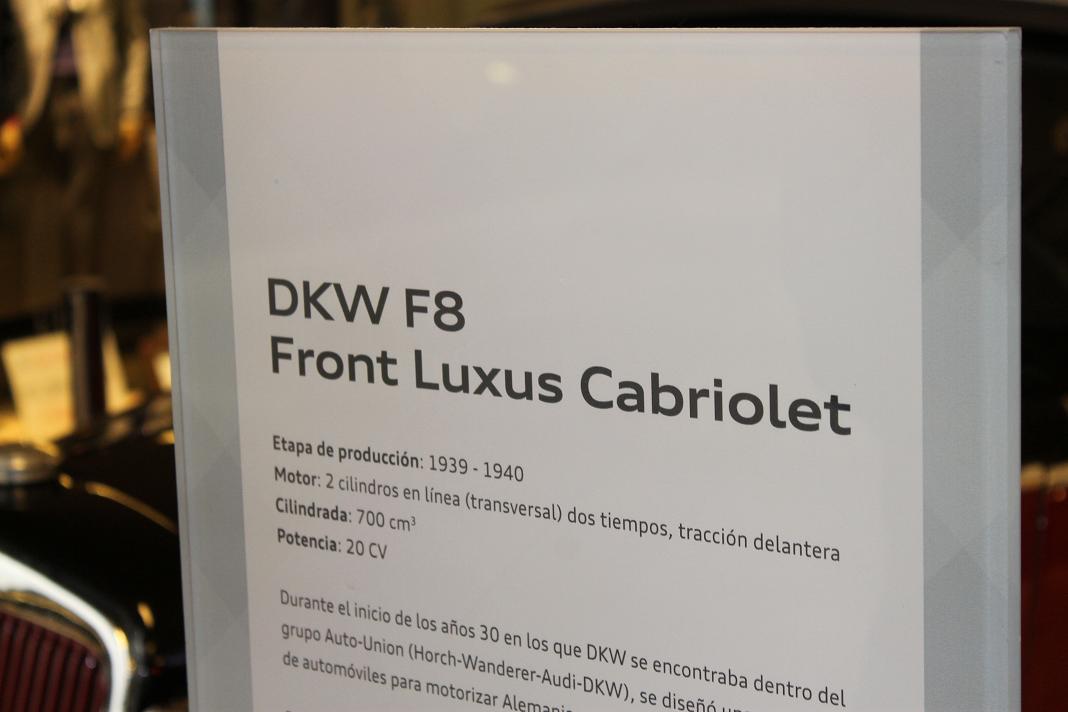 DKW F8
Front Luxus Cabriolet
Etapa de producción: 1939 - 1940
Motor: 2 cilindros en línea (transversal) dos tiempos, tracción delantera
Cilindrada: 700 cm³
Potencia: 20 CV
Durante el inicio de los años 30 en los que DKW se encontraba dentro del
grupo Auto-Union (Horch-Wanderer-Audi-DKW), se diseñó
de automóviles para motorizar